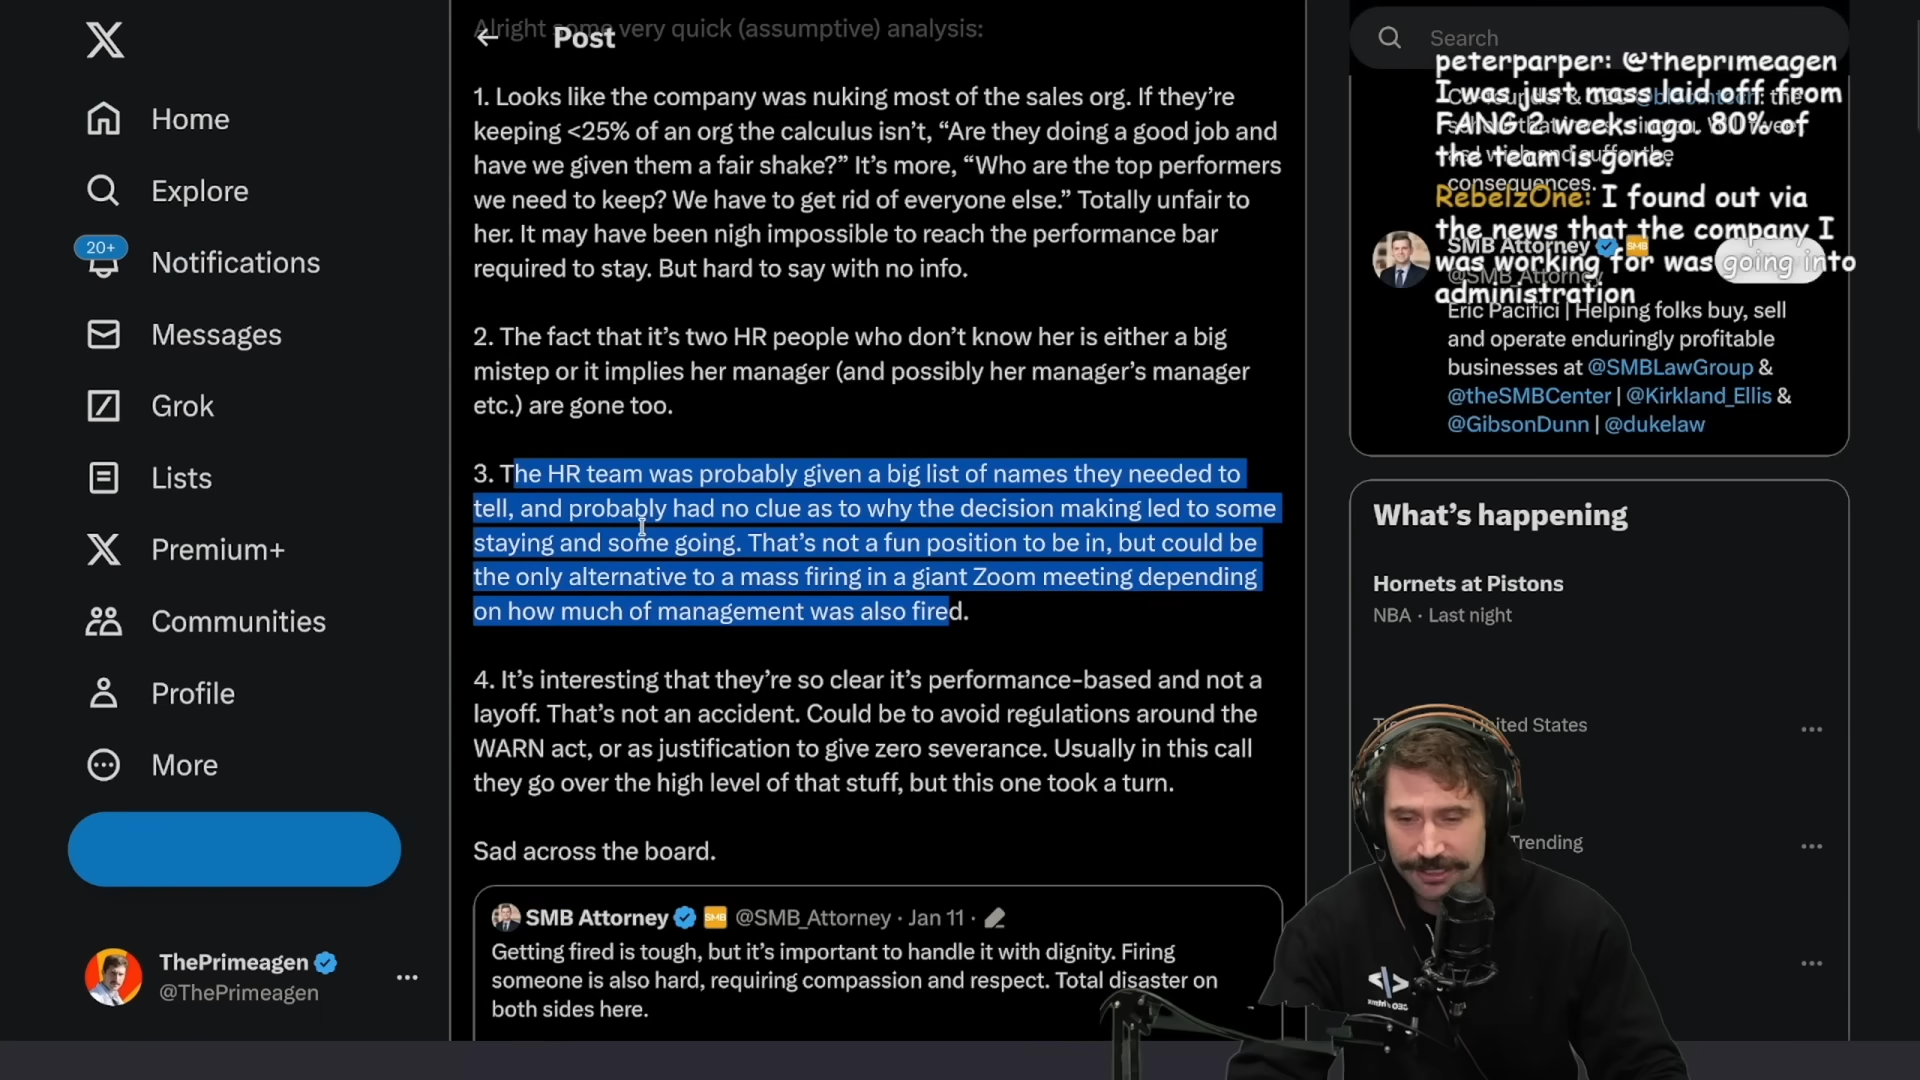 Home
Explore
20+
Notifications
Messages
Grok
Lists
Premium+
Communities
Profile
More
ThePrimeagen
@ThePrimeagen
Alright some very quick (assumptive) analysis:
Post
1. Looks like the company was nuking most of the sales org. If they’re
keeping <25% of an org the calculus isn’t, “Are they doing a good job and
have we given them a fair shake?” It’s more, “Who are the top performers
we need to keep? We have to get rid of everyone else.” Totally unfair to
her. It may have been nigh impossible to reach the performance bar
required to stay. But hard to say with no info.
2. The fact that it’s two HR people who don’t know her is either a big
mistep or it implies her manager (and possibly her manager’s manager
etc.) are gone too.
3. The HR team was probably given a big list of names they needed to
tell, and probably had no clue as to why the decision making led to some
staying and some going. That’s not a fun position to be in, but could be
the only alternative to a mass firing in a giant Zoom meeting depending
on how much of management was also fired.
4. It’s interesting that they’re so clear it’s performance-based and not a
layoff. That’s not an accident. Could be to avoid regulations around the
WARN act, or as justification to give zero severance. Usually in this call
they go over the high level of that stuff, but this one took a turn.
Sad across the board.
SMB Attorney SMB @SMB_Attorney · Jan 11 ·
Getting fired is tough, but it’s important to handle it with dignity. Firing
someone is also hard, requiring compassion and respect. Total disaster on
both sides here.
Search
peterparper: @theprimeagen
I was just mass laid off from
FANG 2 weeks ago. 80% of
the team is gone.
consequences.
RebelzOne: I found out via
the news that the company I
was working for was going into
administration
SMB Attorney SMB
@SMB_Attorney
Eric Pacifici | Helping folks buy, sell
and operate enduringly profitable
businesses at @SMBLawGroup &
@theSMBCenter | @Kirkland_Ellis &
@GibsonDunn | @dukelaw
What’s happening
Hornets at Pistons
NBA · Last night
United States
Trending